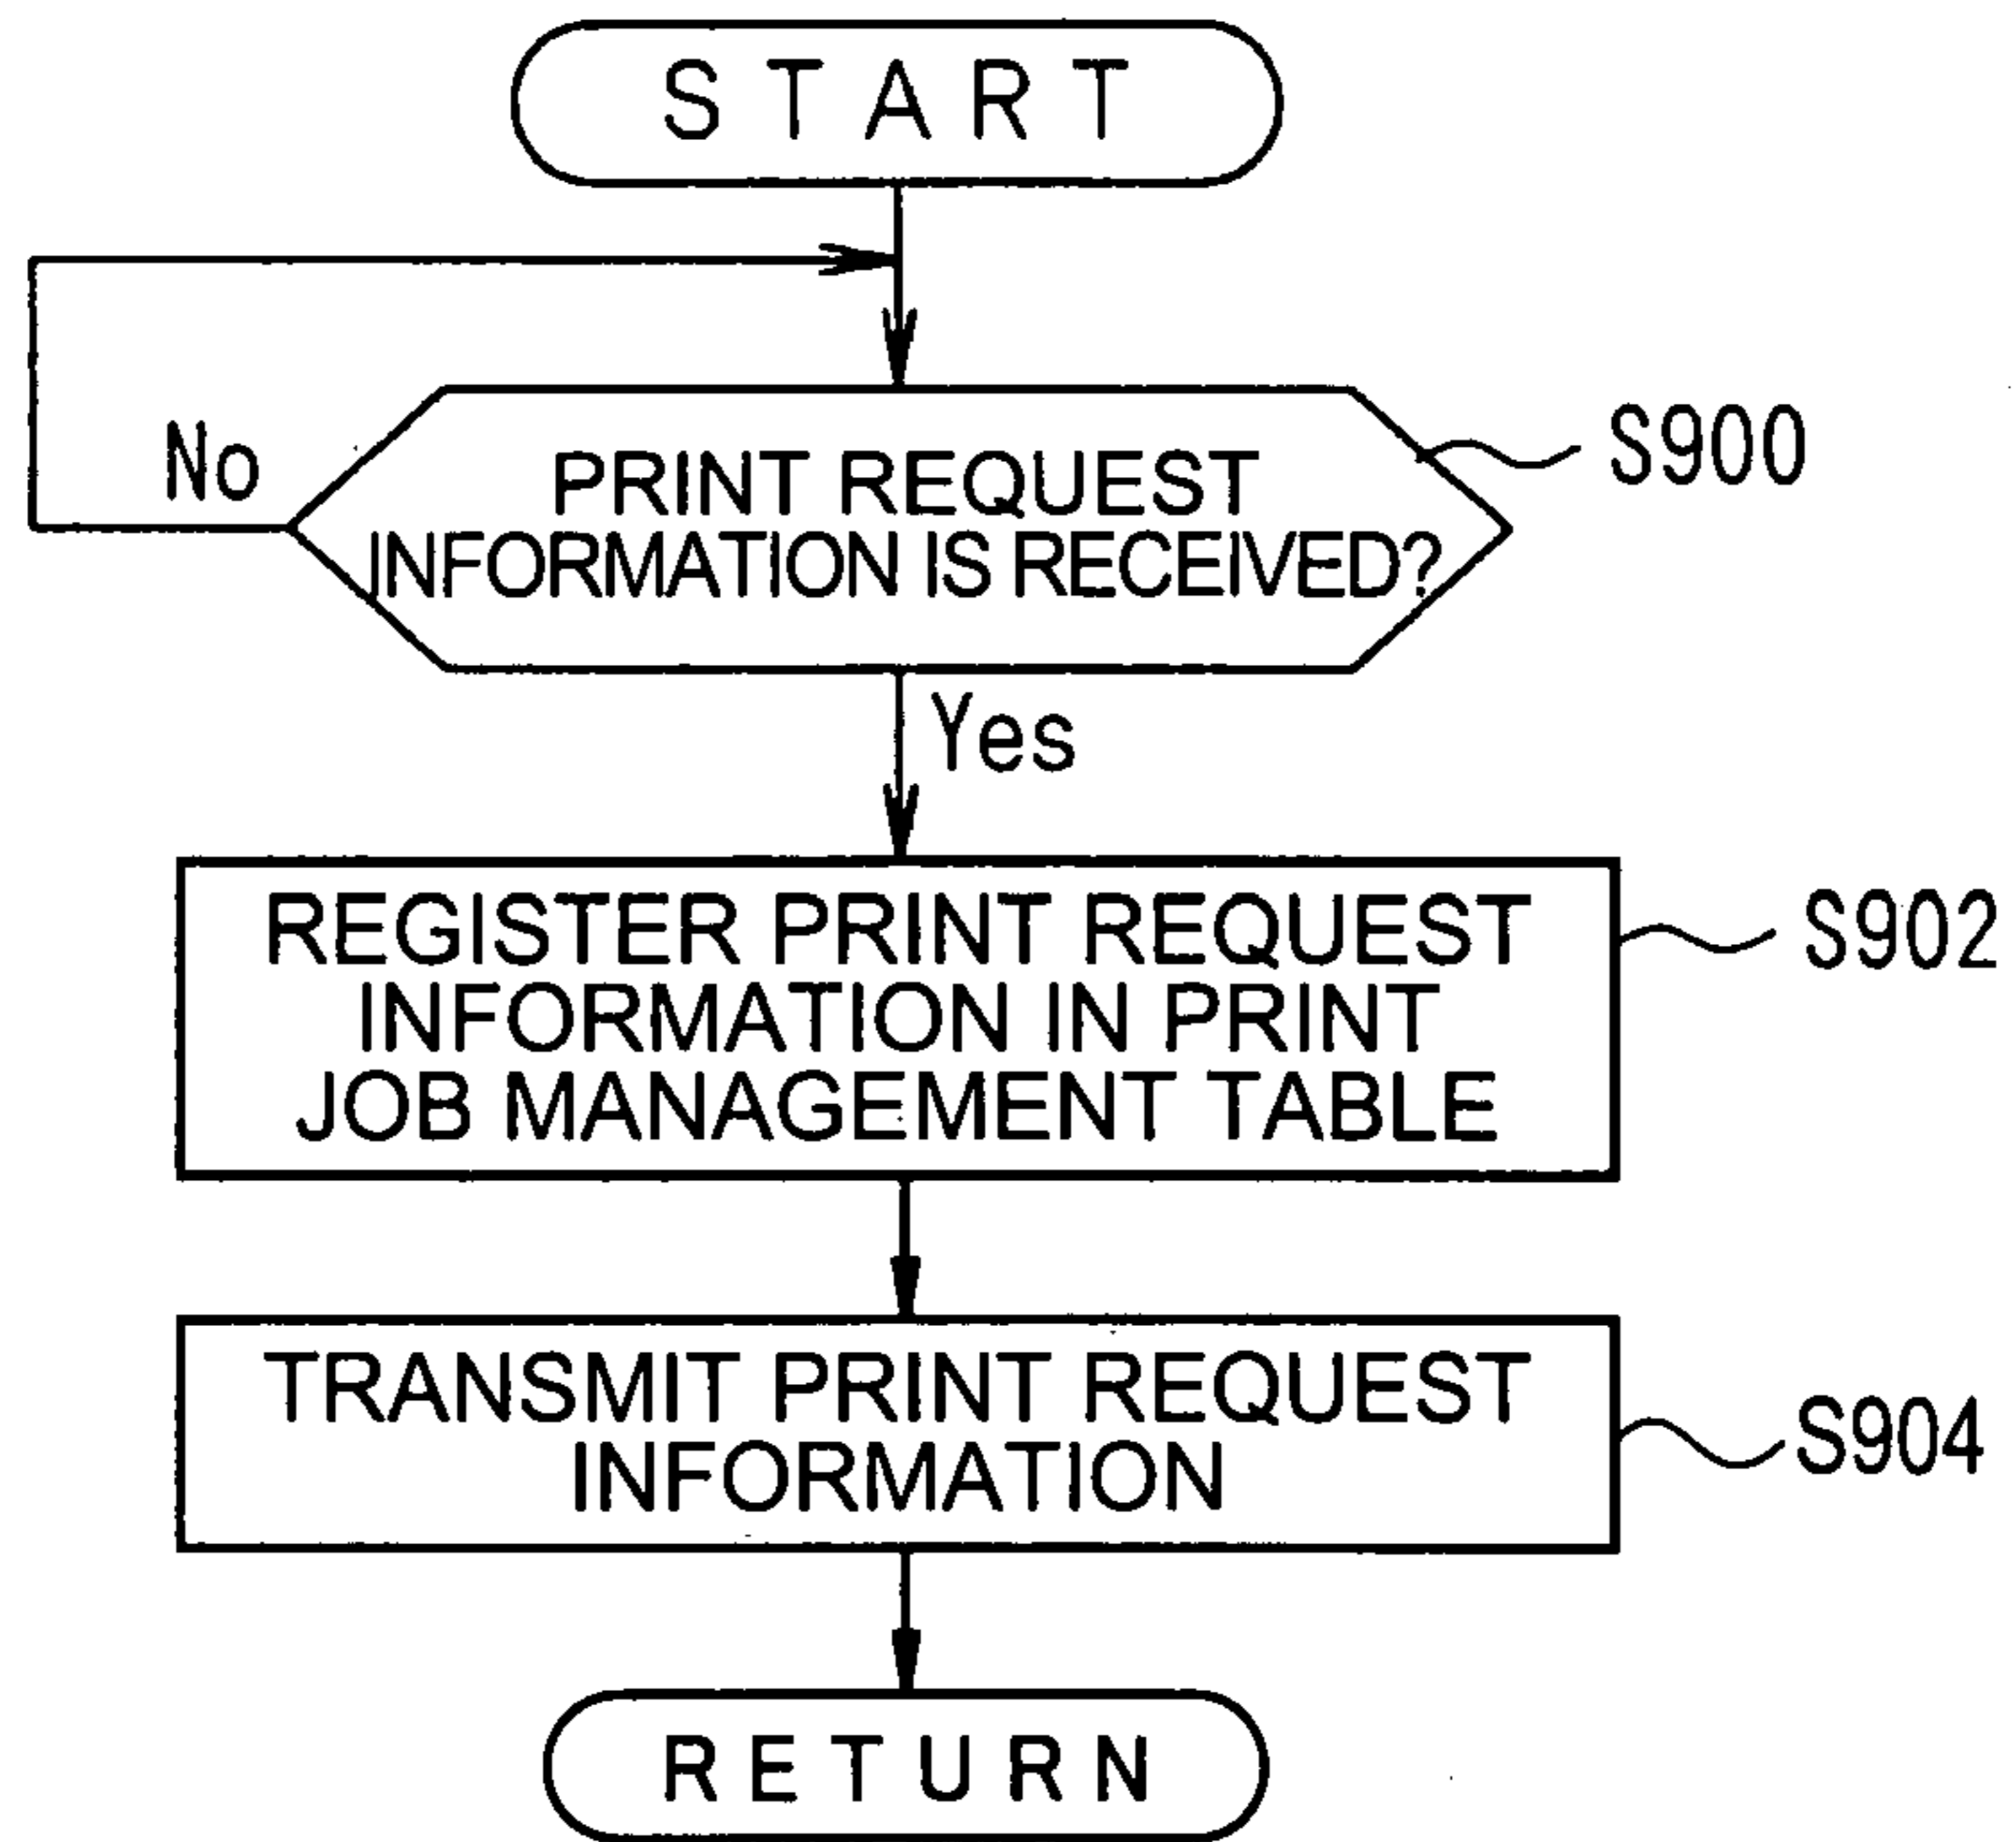 START
No
PRINT REQUEST
INFORMATION IS RECEIVED?
S900
Yes
REGISTER PRINT REQUEST
INFORMATION IN PRINT
JOB MANAGEMENT TABLE
S902
TRANSMIT PRINT REQUEST
INFORMATION
S904
RETURN